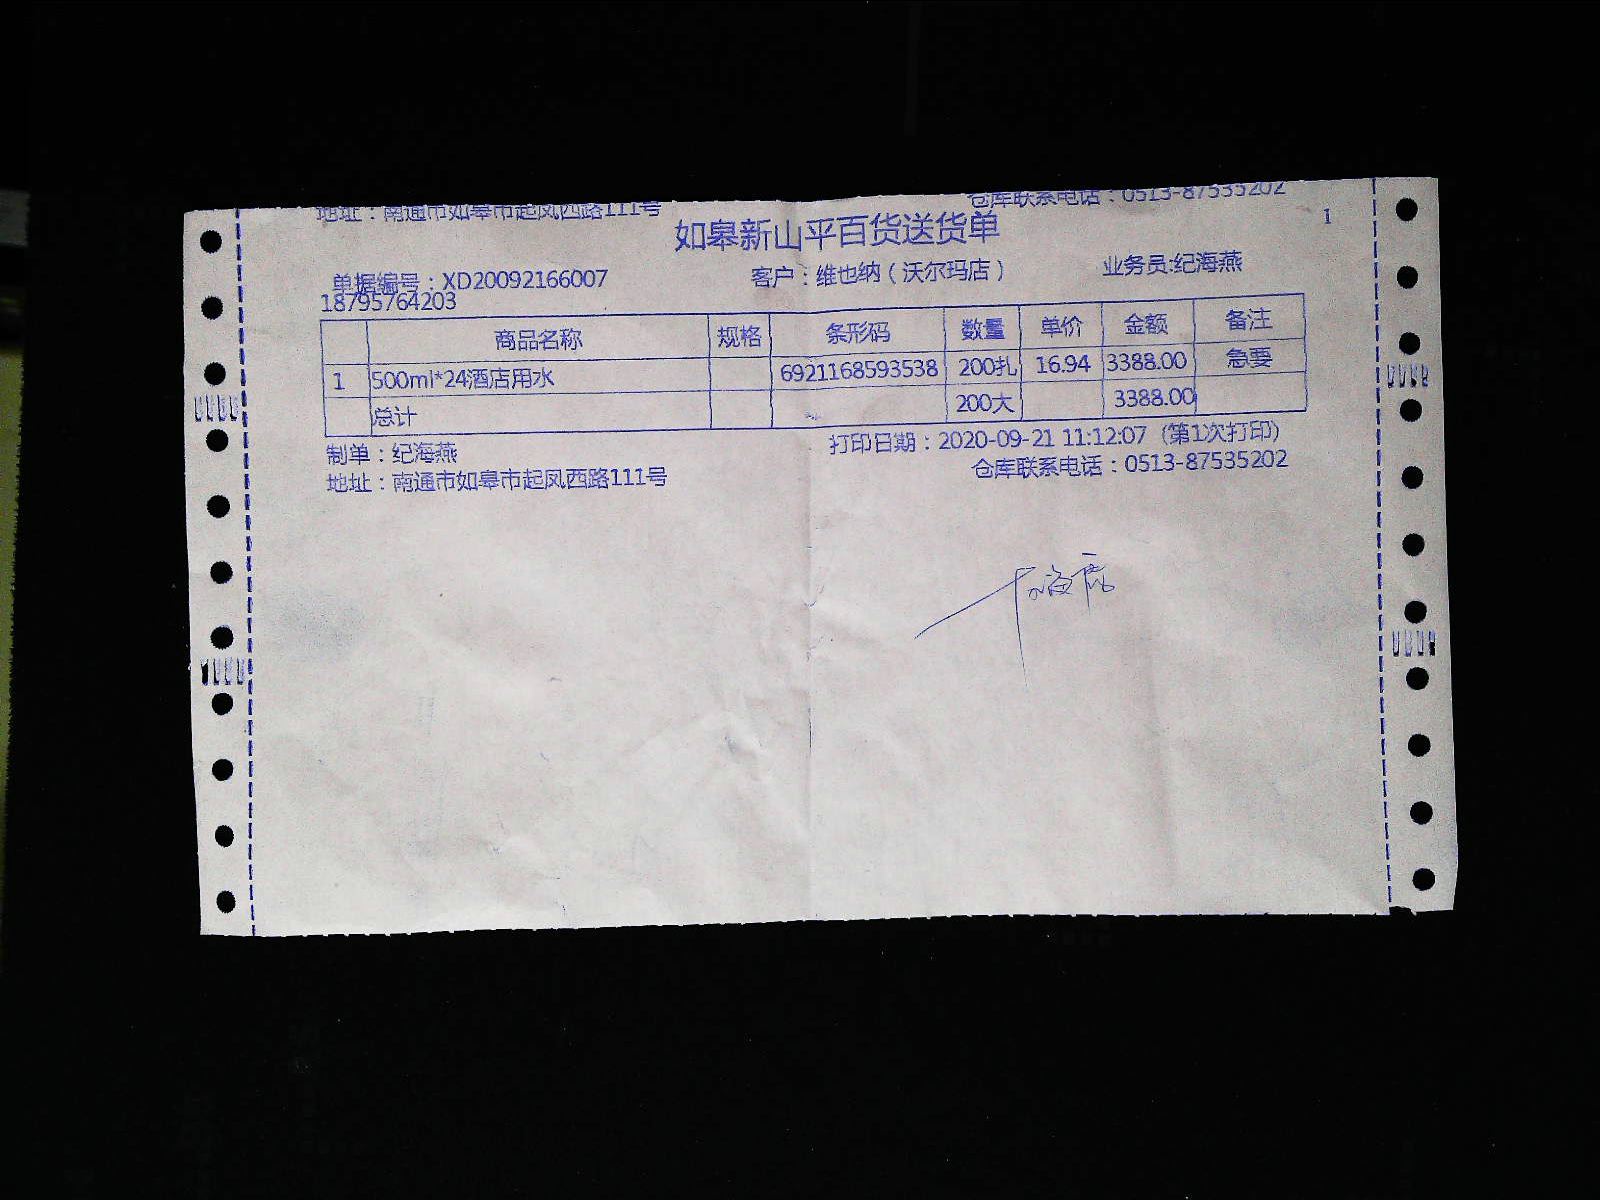 地址：南通市如皋市起凤西路111号 仓库联系电话：0513-87535202
如皋新山平百货送货单 1
单据编号：XD20092166007 客户：维也纳（沃尔玛店） 业务员:纪海燕
18795764203
商品名称 规格 条形码 数量 单价 金额 备注
1 500ml*24酒店用水 6921168593538 200扎 16.94 3388.00 急要
总计 200大 3388.00
制单：纪海燕 打印日期：2020-09-21 11:12:07（第1次打印）
地址：南通市如皋市起凤西路111号 仓库联系电话：0513-87535202